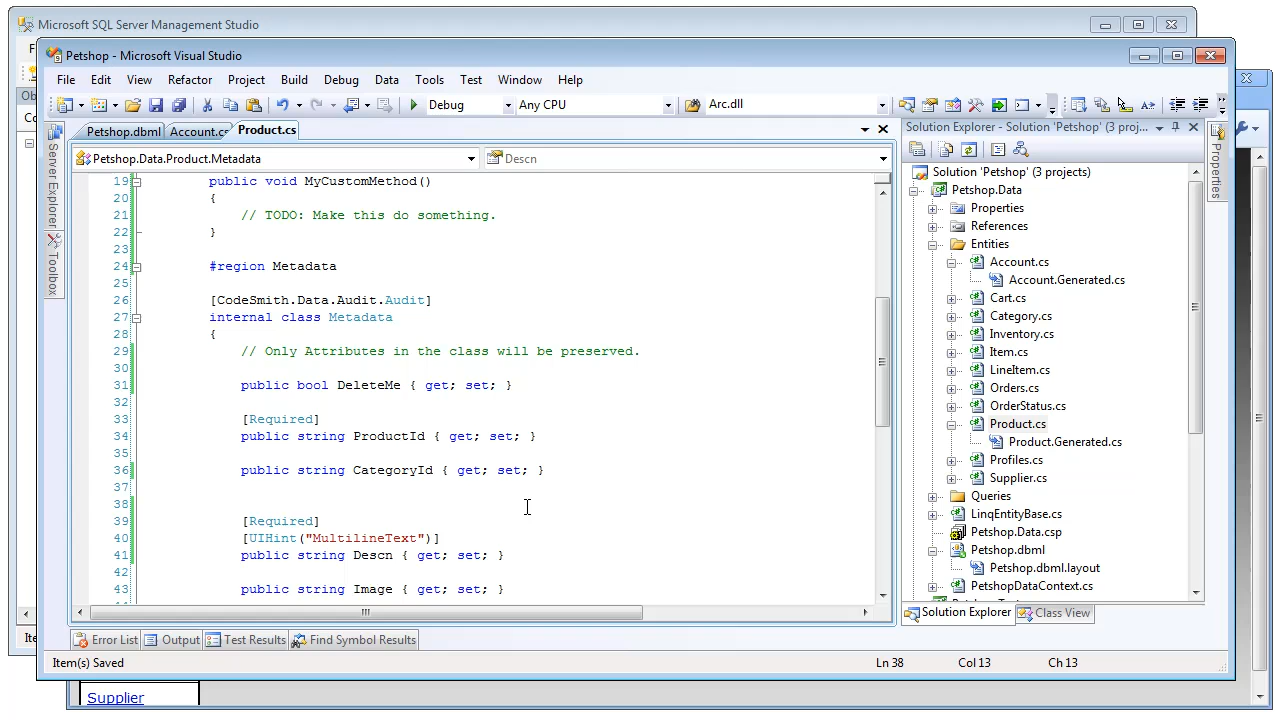 Microsoft SQL Server Management Studio
Petshop - Microsoft Visual Studio
File Edit View Refactor Project Build Debug Data Tools Test Window Help
Debug Any CPU Arc.dll
Petshop.dbml Account.cs Product.cs
Petshop.Data.Product.Metadata Descn
19 public void MyCustomMethod()
20 {
21 // TODO: Make this do something.
22 }
23
24 #region Metadata
25
26 [CodeSmith.Data.Audit.Audit]
27 internal class Metadata
28 {
29 // Only Attributes in the class will be preserved.
30
31 public bool DeleteMe { get; set; }
32
33 [Required]
34 public string ProductId { get; set; }
35
36 public string CategoryId { get; set; }
37
38
39 [Required]
40 [UIHint("MultilineText")]
41 public string Descn { get; set; }
42
43 public string Image { get; set; }
Server Explorer
Toolbox
Solution Explorer - Solution 'Petshop' (3 proj...
Solution 'Petshop' (3 projects)
Petshop.Data
Properties
References
Entities
Account.cs
Account.Generated.cs
Cart.cs
Category.cs
Inventory.cs
Item.cs
LineItem.cs
Orders.cs
OrderStatus.cs
Product.cs
Product.Generated.cs
Profiles.cs
Supplier.cs
Queries
LinqEntityBase.cs
Petshop.Data.csp
Petshop.dbml
Petshop.dbml.layout
PetshopDataContext.cs
Solution Explorer Class View
Properties
Error List Output Test Results Find Symbol Results
Item(s) Saved Ln 38 Col 13 Ch 13
Supplier